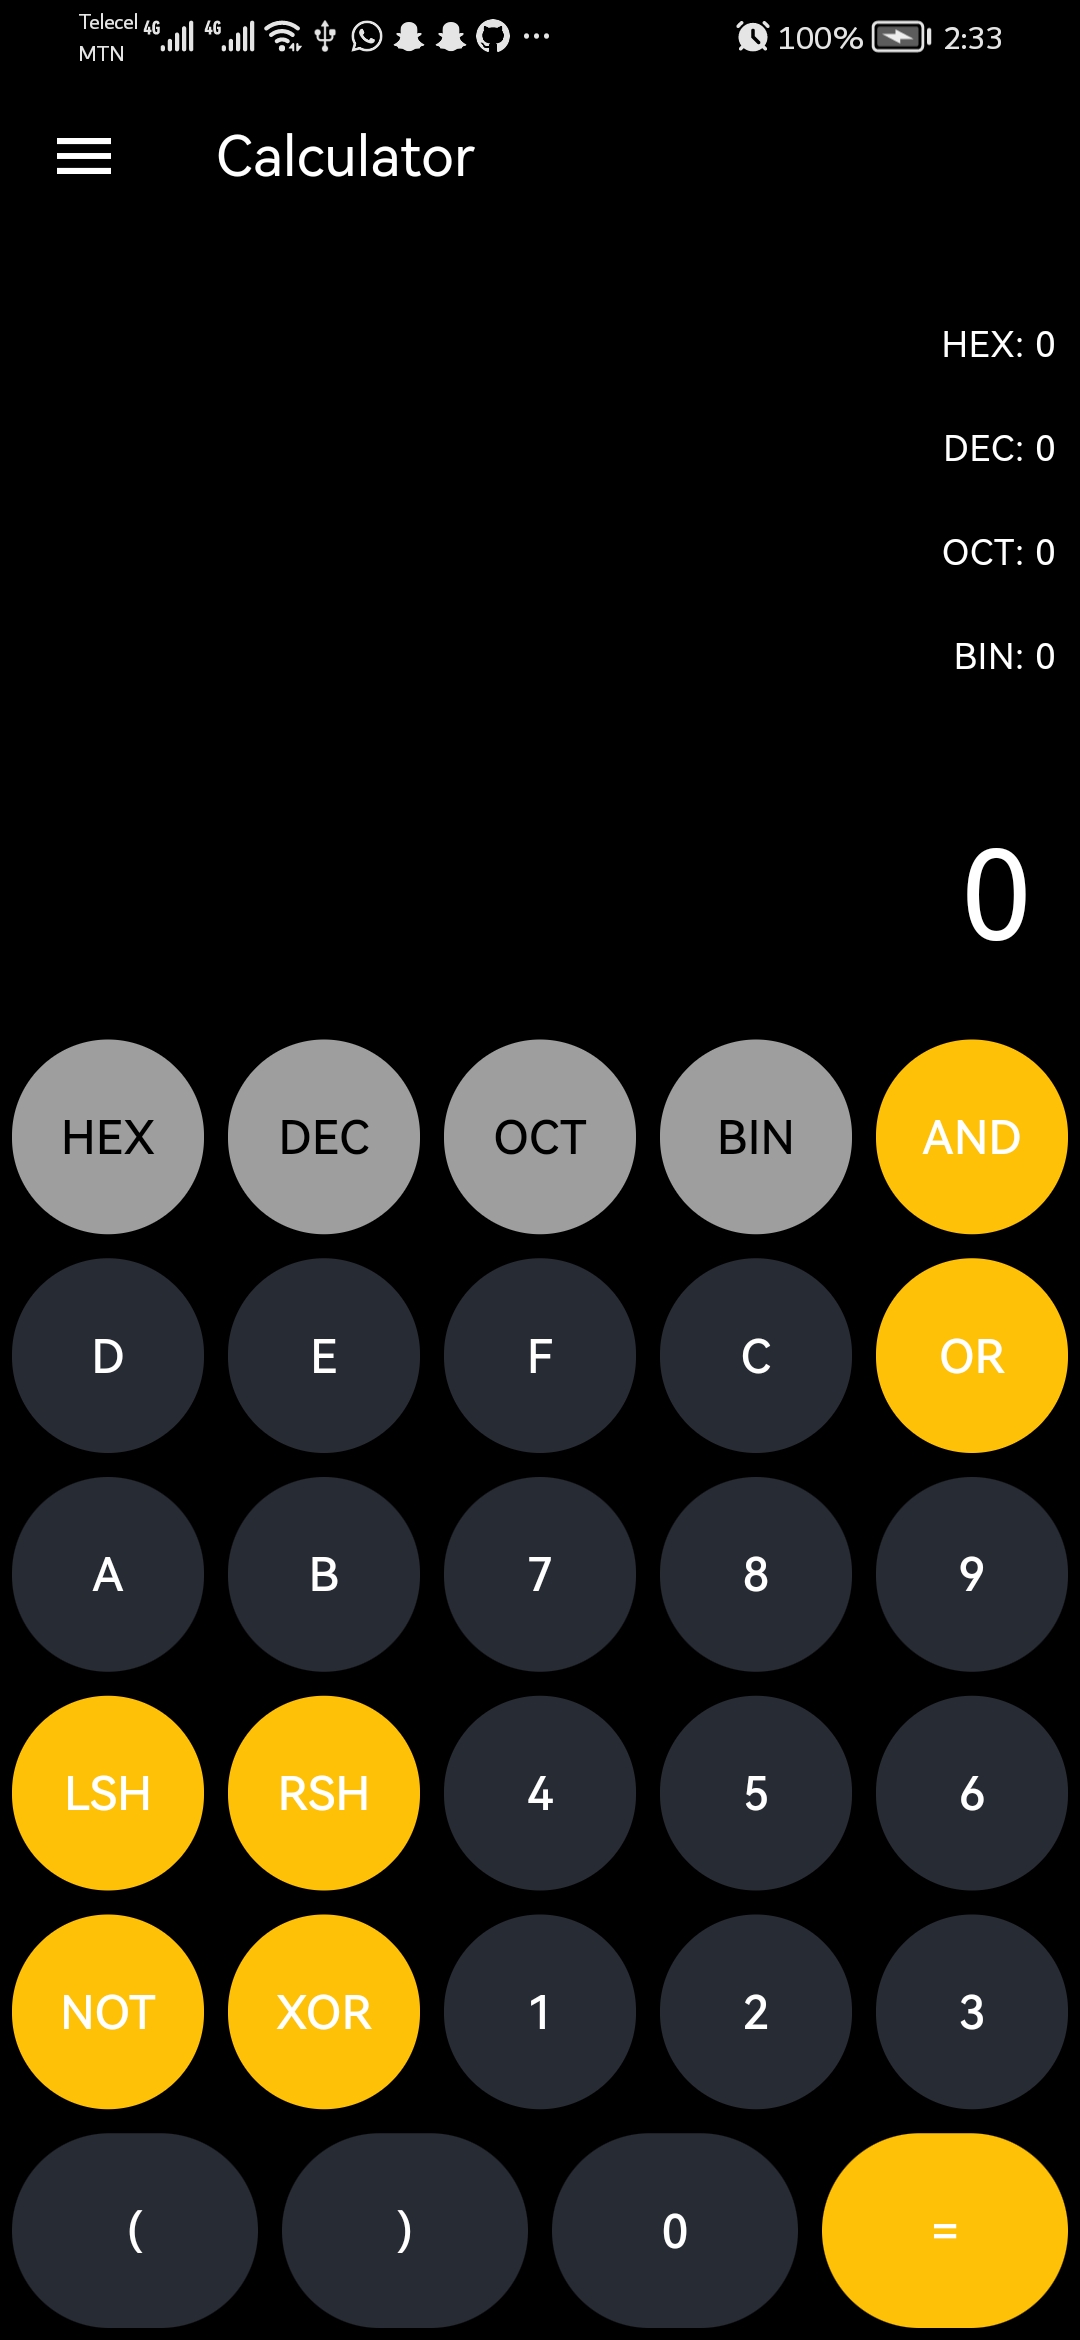 Telecel 4G 4G 100% 2:33
MTN
Calculator
HEX: 0
DEC: 0
OCT: 0
BIN: 0
0
HEX DEC OCT BIN AND
D E F C OR
A B 7 8 9
LSH RSH 4 5 6
NOT XOR 1 2 3
( ) 0 =